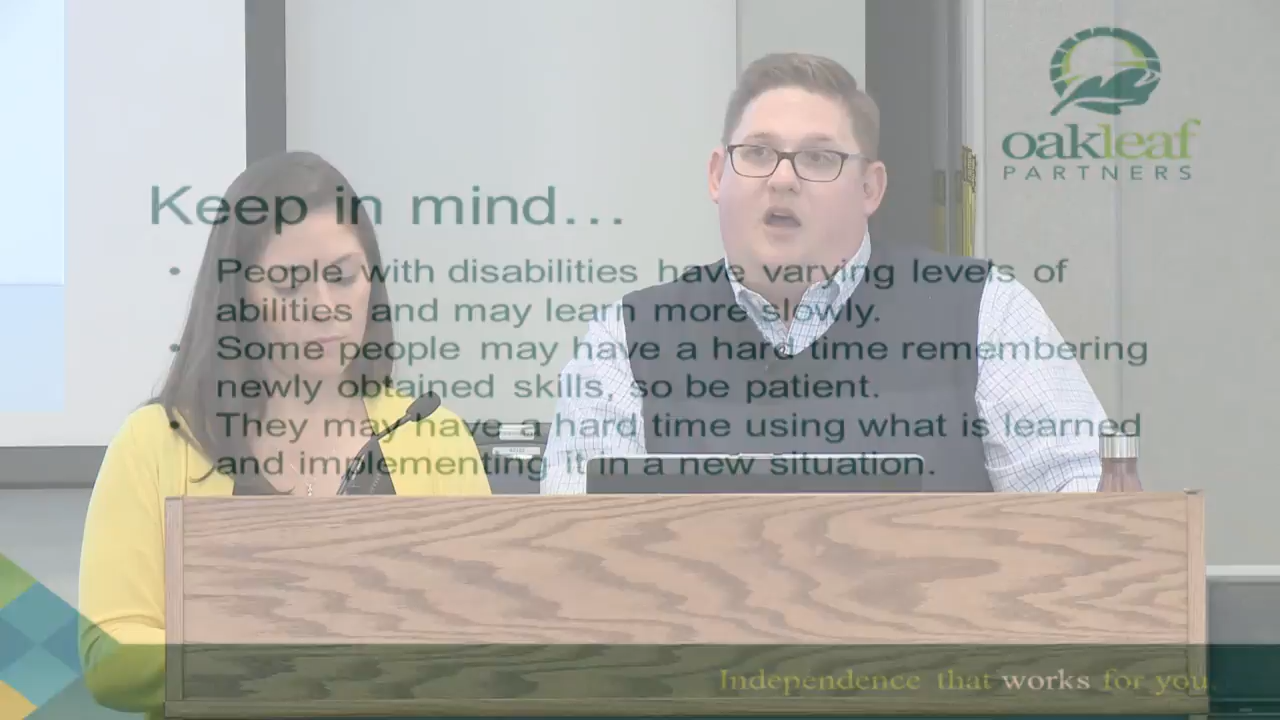 oakleaf
PARTNERS
Keep in mind…
• People with disabilities have varying levels of
abilities and may learn more slowly.
• Some people may have a hard time remembering
newly obtained skills, so be patient.
• They may have a hard time using what is learned
and implementing it in a new situation.
Independence that works for you.